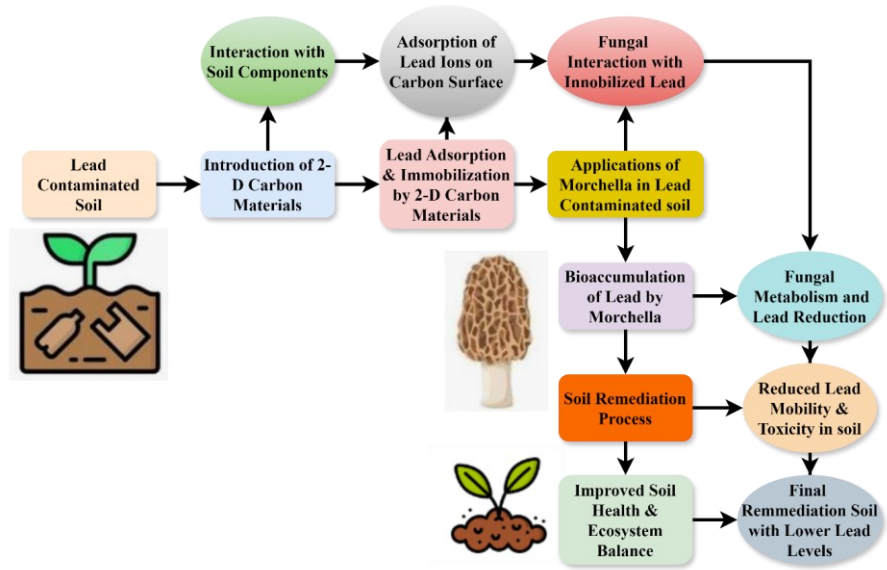 Interaction with
Soil Components
Adsorption of
Lead Ions on
Carbon Surface
Fungal
Interaction with
Innobilized Lead
Lead
Contaminated
Soil
Introduction of 2-
D Carbon
Materials
Lead Adsorption
& Immobilization
by 2-D Carbon
Materials
Applications of
Morchella in Lead
Contaminated soil
Bioaccumulation
of Lead by
Morchella
Fungal
Metabolism and
Lead Reduction
Soil Remediation
Process
Reduced Lead
Mobility &
Toxicity in soil
Improved Soil
Health &
Ecosystem
Balance
Final
Remmediation Soil
with Lower Lead
Levels